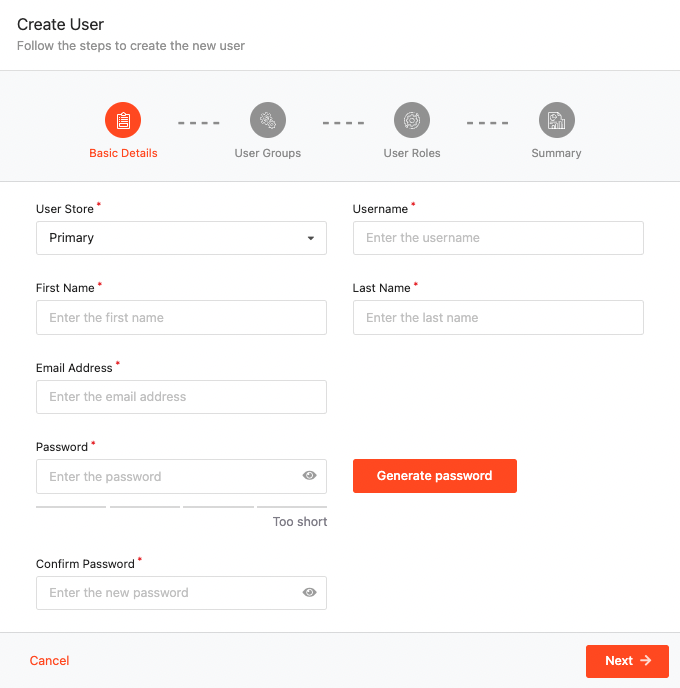 Create User
Follow the steps to create the new user
Basic Details
User Groups
User Roles
Summary
User Store *
Username *
Primary
Enter the username
First Name *
Last Name *
Enter the first name
Enter the last name
Email Address *
Enter the email address
Password *
Enter the password
Generate password
Too short
Confirm Password *
Enter the new password
Cancel
Next →